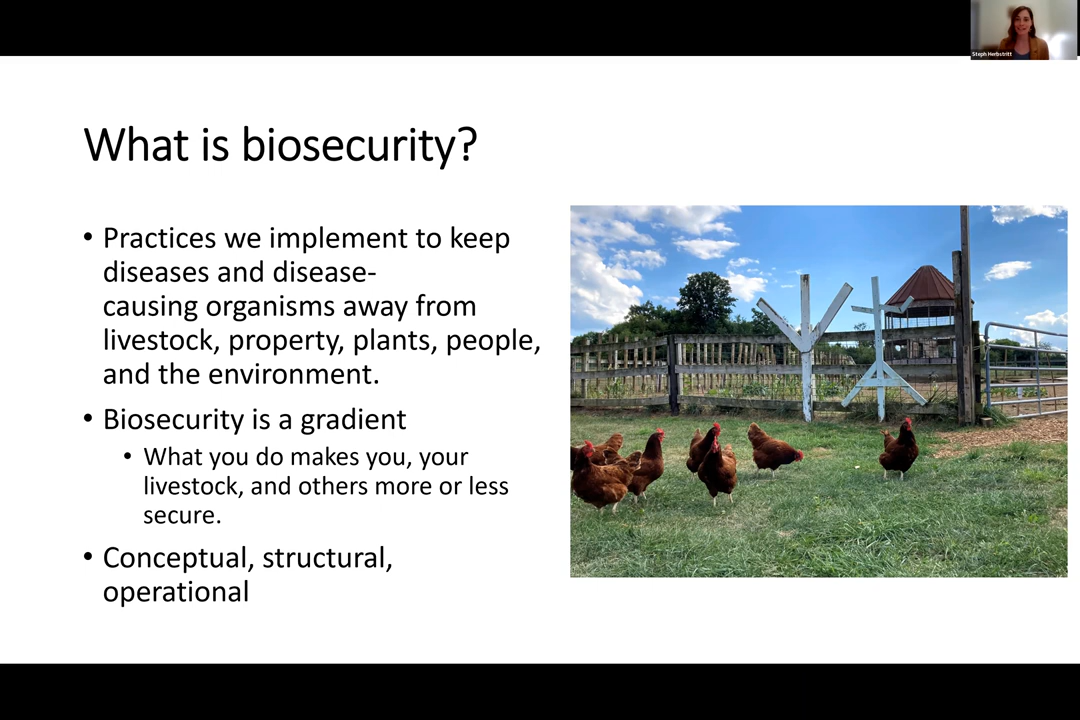 Steph Herbstritt
What is biosecurity?
• Practices we implement to keep
diseases and disease-
causing organisms away from
livestock, property, plants, people,
and the environment.
• Biosecurity is a gradient
• What you do makes you, your
livestock, and others more or less
secure.
• Conceptual, structural,
operational